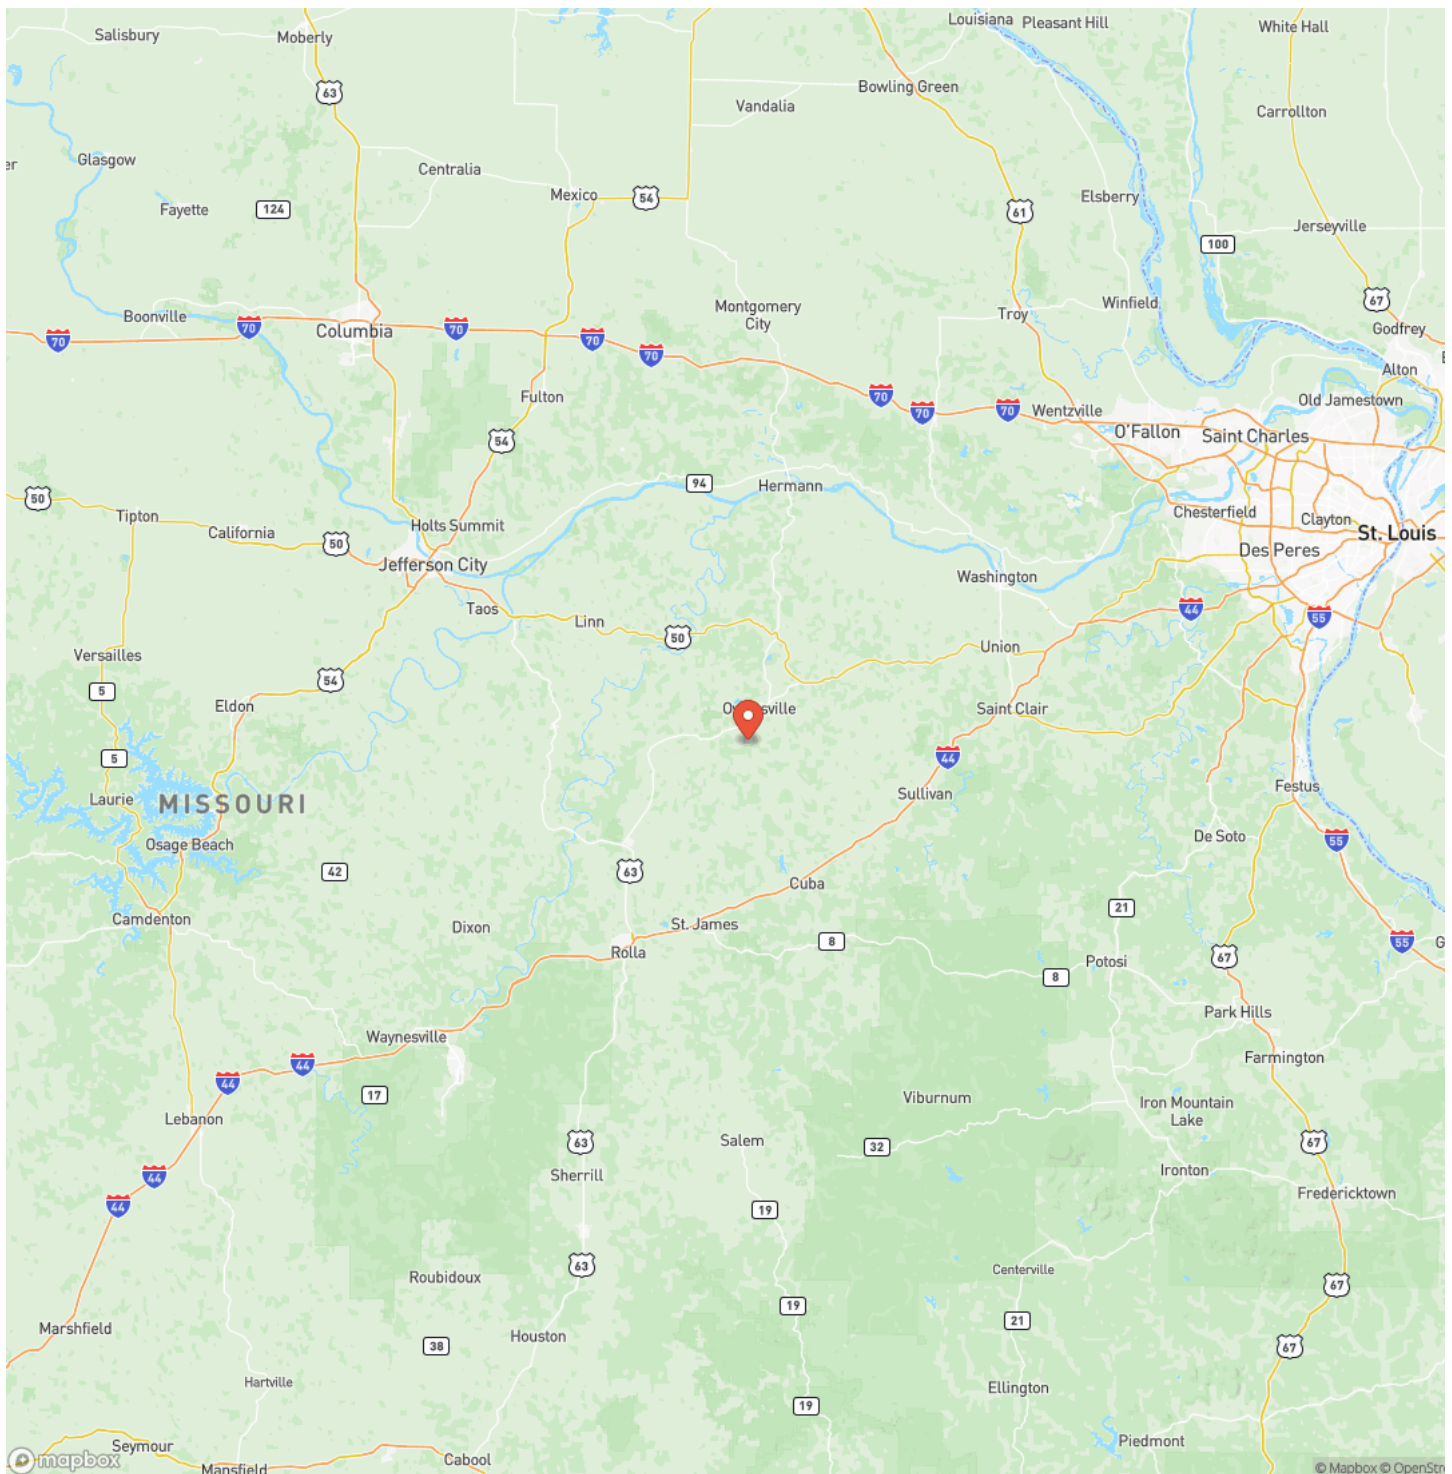 Louisiana
Pleasant Hill
White Hall
Salisbury
Moberly
63
Bowling Green
Vandalia
Carrollton
Glasgow
Centralia
Mexico
54
Elsberry
Fayette
124
61
Jerseyville
100
Montgomery
City
Winfield
67
Boonville
70
Columbia
70
70
70
70
Troy
Godfrey
Alton
70
70
70
Wentzville
Old Jamestown
Fulton
O'Fallon
Saint Charles
54
50
94
Hermann
Chesterfield
Clayton
Tipton
California
Holts Summit
50
St. Louis
Des Peres
Jefferson City
Washington
Taos
Linn
50
44
55
Union
Versailles
5
54
Eldon
Saint Clair
5
44
Laurie
MISSOURI
Sullivan
Festus
Osage Beach
De Soto
55
42
63
Cuba
21
Camdenton
Dixon
St. James
8
Rolla
55
67
Potosi
8
Park Hills
Waynesville
44
44
Farmington
17
Viburnum
Iron Mountain
Lake
Lebanon
63
Salem
32
67
Sherrill
Ironton
44
44
Fredericktown
19
63
Centerville
Roubidoux
67
19
21
Marshfield
Houston
38
67
Hartville
Ellington
19
Seymour
Piedmont
Cabool
Mansfield
mapbox
© Mapbox © OpenStre